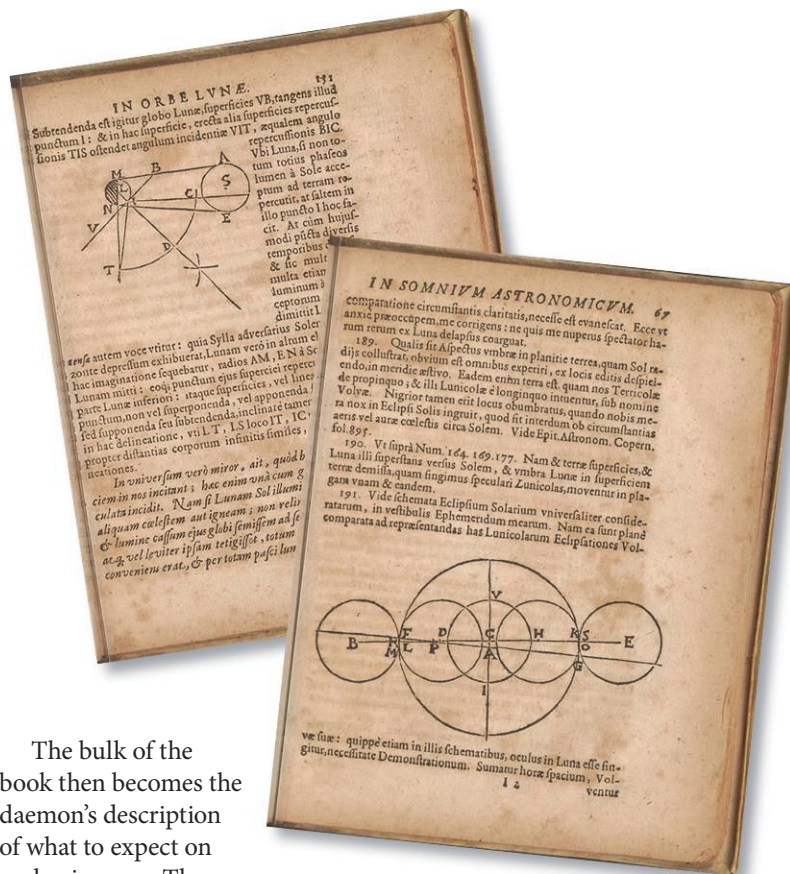 IN ORBE LVNÆ. 151
Subtendenda eſt igitur globo Lunæ, ſuperficies VB, tangens illud
punctum I: & in hac ſuperficie, erecta alia ſuperficies repercuſ-
ſionis TIS oſtendet angulum incidentiæ VIT, æqualem angulo
repercuſſionis BIC.
Vbi Luna, ſi non to-
tum totius phaſeos
lumen à Sole acce-
ptum ad terram re-
percutit, at ſaltem in
illo puncto I hoc fa-
cit. At cùm hujuſ-
modi pūcta diverſis
temporibus
& ſic mult
multa etiam
luminum à
ceptorum
dimittit L
M B A
L Ş
N I C E
V
T D
autem voce vtitur: quia Sylla adverſarius Solem
zonte depreſſum exhibuerat, Lunam verò in altum el
hac imaginatione ſequebatur, radios AM, EN à So
Lunam mitti: eoq; punctum ejus ſuperciei reperc
parte Lunæ inferiori: itaque ſuperficies, vel linea
punctum, non vel ſuperponenda, vel apponenda
ſed ſupponenda ſeu ſubtendenda, inclinatè tamen
in hac delineatione, vti L T, LS loco IT, IC
propter diſtantias corporum infinitis ſimiles,
neationes.
In vniverſum verò miror, ait, quòd h
ciem in nos incitant; hæc enim vnà cum g
culata incidit. Nam ſi Lunam Sol illumi
aliquam cœleſtem aut igneam; non relin
& lumine caſſum ejus globi ſemiſſem ad ſe
atq; vel leviter ipſam tetigiſſet, totum
conveniens erat, & per totam paſci lum
IN SOMNIVM ASTRONOMICVM. 67
comparatione circumſtantis claritatis, neceſſe eſt evaneſcat. Ecce vt
anxiè præoccupem, me corrigens: ne quis me nuperus ſpectator ha-
rum rerum ex Luna delapſus coarguat.
189. Qualis ſit Aſpectus vmbræ in planitie terrea, quam Sol ra-
dijs colluſtrat, obvium eſt omnibus experiri, ex locis editis deſpici-
endo, in meridie æſtivo. Eadem enim terra eſt, quam nos Terricolæ
de propinquo; & illi Lunicolæ è longinquo intuentur, ſub nomine
Volvæ. Nigrior tamen erit locus obumbratus, quando nobis me-
ra nox in Eclipſi Solis ingruit, quod fit interdum ob circumſtantias
aeris vel auræ cœleſtis circa Solem. Vide Epit. Aſtronom. Copern.
fol. 895.
190. Vt ſuprà Num. 164. 169. 177. Nam & terræ ſuperficies, &
Luna illi ſuperſtans verſus Solem, & vmbra Lunæ in ſuperficiem
terræ demiſſa, quam fingimus ſpeculari Lunicolas, moventur in pla-
gam vnam & eandem.
191. Vide ſchemata Eclipſium Solarium vniverſaliter conſide-
ratarum, in veſtibulis Ephemeridum mearum. Nam ea ſunt planè
comparata ad repræſentandas has Lunicolarum Eclipſationes Vol-
V
F D C H K S
B L P A O E
M G
I
væ ſuæ: quippè etiam in illis ſchematibus, oculus in Luna eſſe fin-
gitur, neceſſitate Demonſtrationum. Sumatur horæ ſpacium, Vol-
I 2 ventur
The bulk of the
book then becomes the
daemon's description
of what to expect on